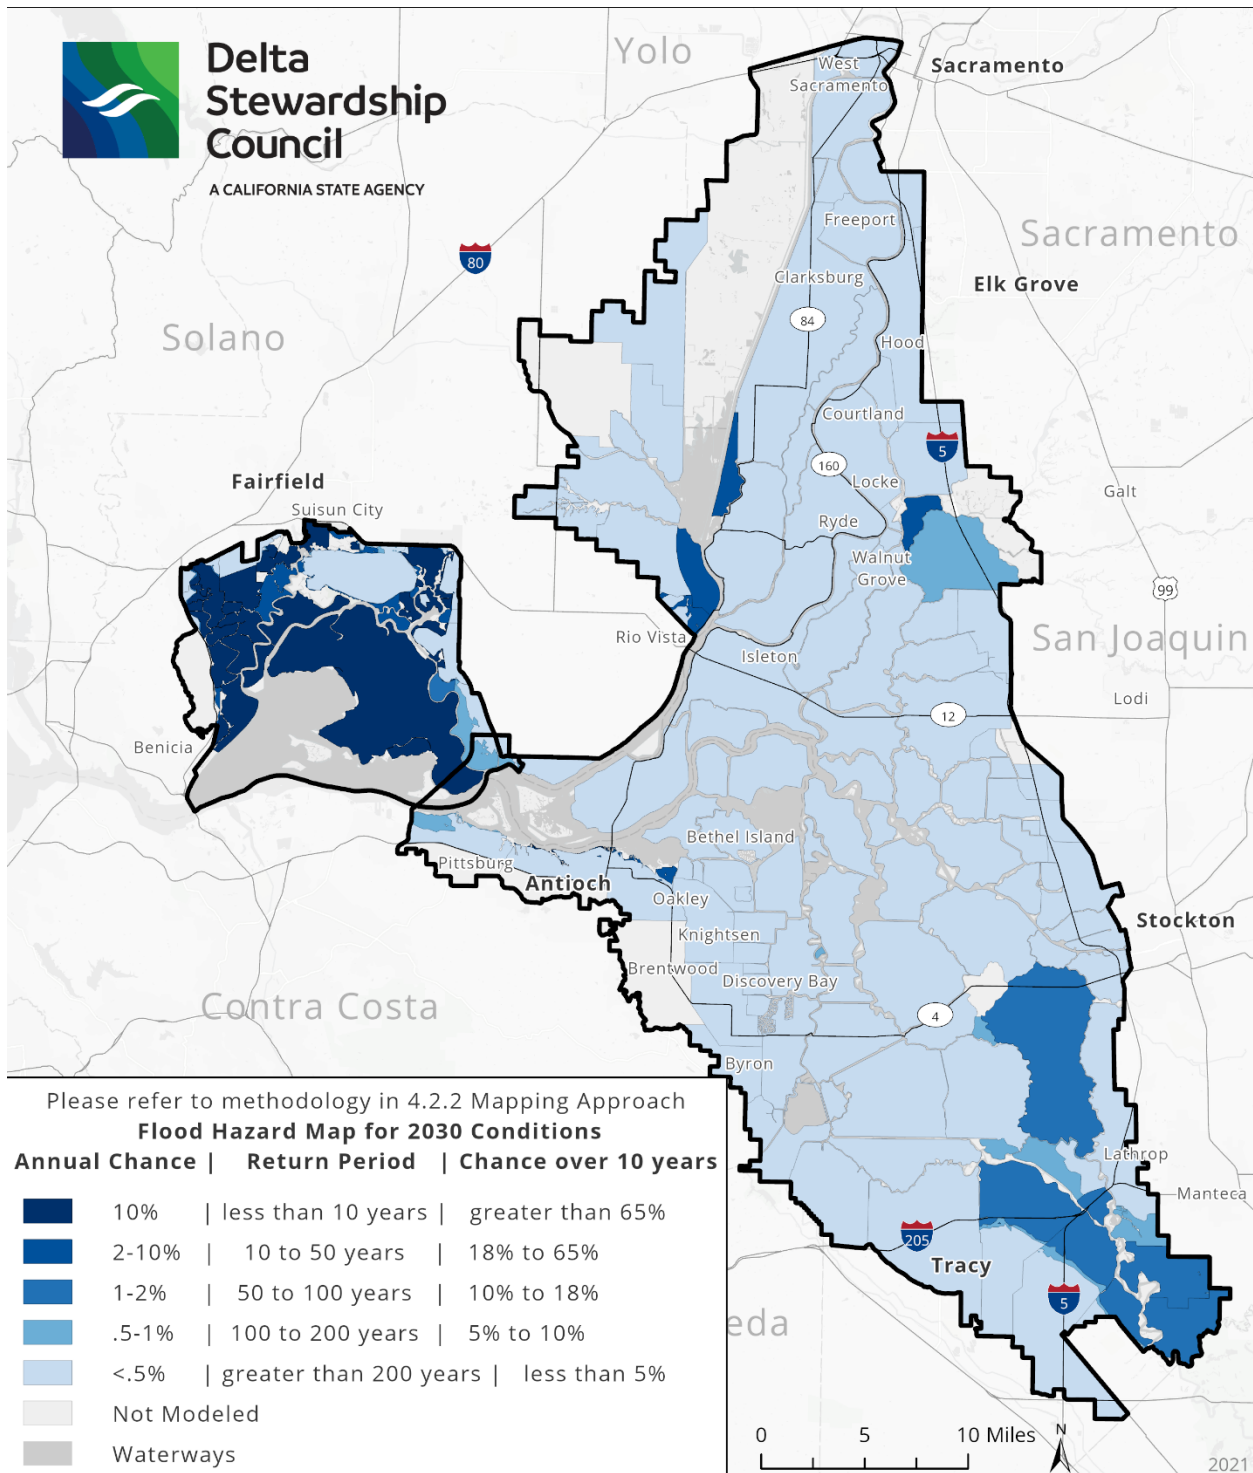 Delta
Stewardship
Council
A CALIFORNIA STATE AGENCY
Yolo
West
Sacramento
Sacramento
Freeport
Sacramento
80
Clarksburg
Elk Grove
84
Solano
Hood
Courtland
5
160
Locke
Fairfield
Galt
Suisun City
Ryde
Walnut
Grove
99
Rio Vista
San Joaquin
Isleton
Lodi
12
Benicia
Bethel Island
Pittsburg
Antioch
Oakley
Stockton
Knightsen
Brentwood
Discovery Bay
Contra Costa
4
Byron
Lathrop
Manteca
205
Tracy
5
eda
Please refer to methodology in 4.2.2 Mapping Approach
Flood Hazard Map for 2030 Conditions
Annual Chance | Return Period | Chance over 10 years
10% | less than 10 years | greater than 65%
2-10% | 10 to 50 years | 18% to 65%
1-2% | 50 to 100 years | 10% to 18%
.5-1% | 100 to 200 years | 5% to 10%
<.5% | greater than 200 years | less than 5%
Not Modeled
Waterways
0 5 10 Miles
N
2021